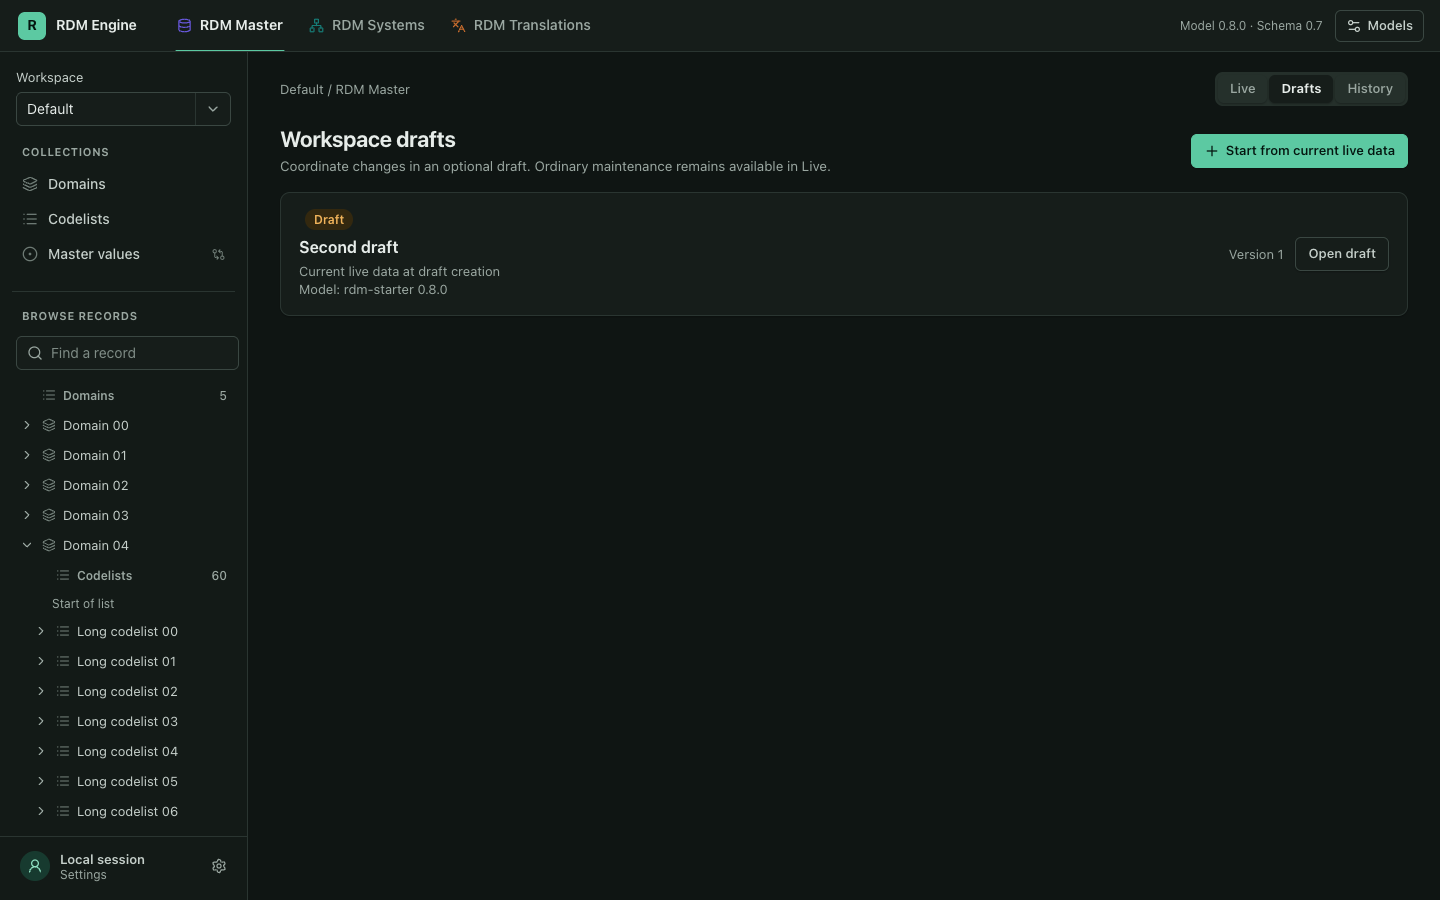 R RDM Engine RDM Master RDM Systems RDM Translations Model 0.8.0 · Schema 0.7 Models
Workspace
Default
COLLECTIONS
Domains
Codelists
Master values
BROWSE RECORDS
Find a record
Domains 5
Domain 00
Domain 01
Domain 02
Domain 03
Domain 04
Codelists 60
Start of list
Long codelist 00
Long codelist 01
Long codelist 02
Long codelist 03
Long codelist 04
Long codelist 05
Long codelist 06
Local session
Settings
Default / RDM Master
Live Drafts History
Workspace drafts
Coordinate changes in an optional draft. Ordinary maintenance remains available in Live.
+ Start from current live data
Draft
Second draft
Current live data at draft creation
Model: rdm-starter 0.8.0
Version 1 Open draft